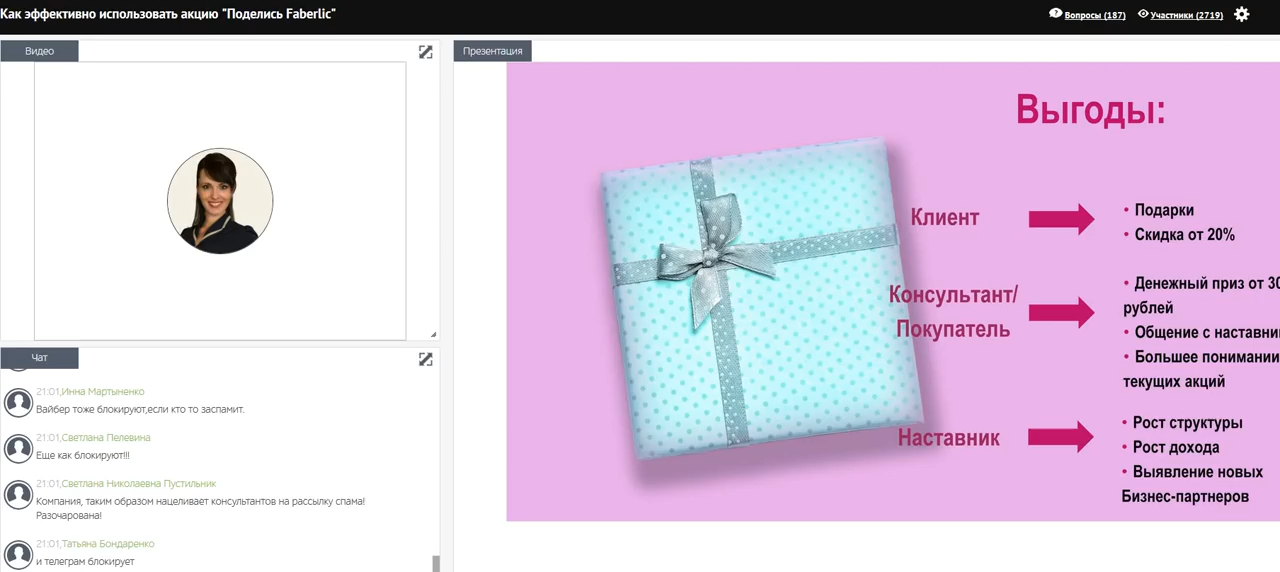 Как эффективно использовать акцию "Поделись Faberlic"
Вопросы (187)
Участники (2719)
Видео
Презентация
Выгоды:
Клиент
• Подарки
• Скидка от 20%
Консультант/
Покупатель
• Денежный приз от 30
рублей
• Общение с наставни
• Большее понимании
текущих акций
Наставник
• Рост структуры
• Рост дохода
• Выявление новых
Бизнес-партнеров
Чат
21:01,Инна Мартыненко
Вайбер тоже блокируют,если кто то заспамит.
21:01,Светлана Пелевина
Еще как блокируют!!!
21:01,Светлана Николаевна Пустильник
Компания, таким образом нацеливает консультантов на рассылку спама!
Разочарована!
21:01,Татьяна Бондаренко
и телеграм блокирует